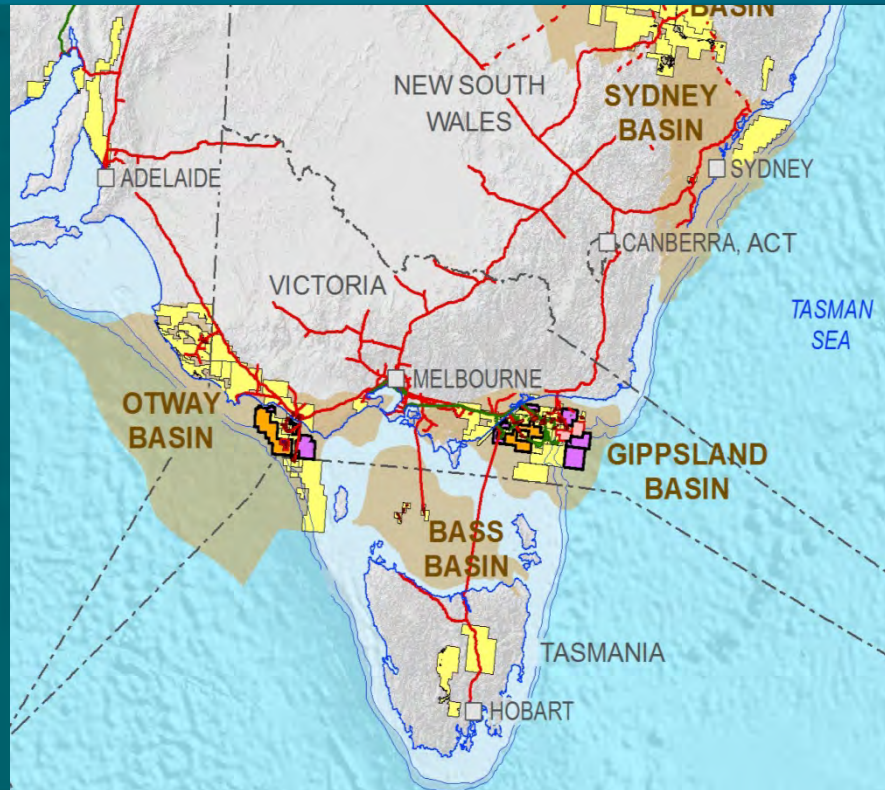 BASIN
NEW SOUTH
WALES
SYDNEY
BASIN
SYDNEY
ADELAIDE
CANBERRA, ACT
VICTORIA
TASMAN
SEA
MELBOURNE
OTWAY
BASIN
GIPPSLAND
BASIN
BASS
BASIN
TASMANIA
HOBART